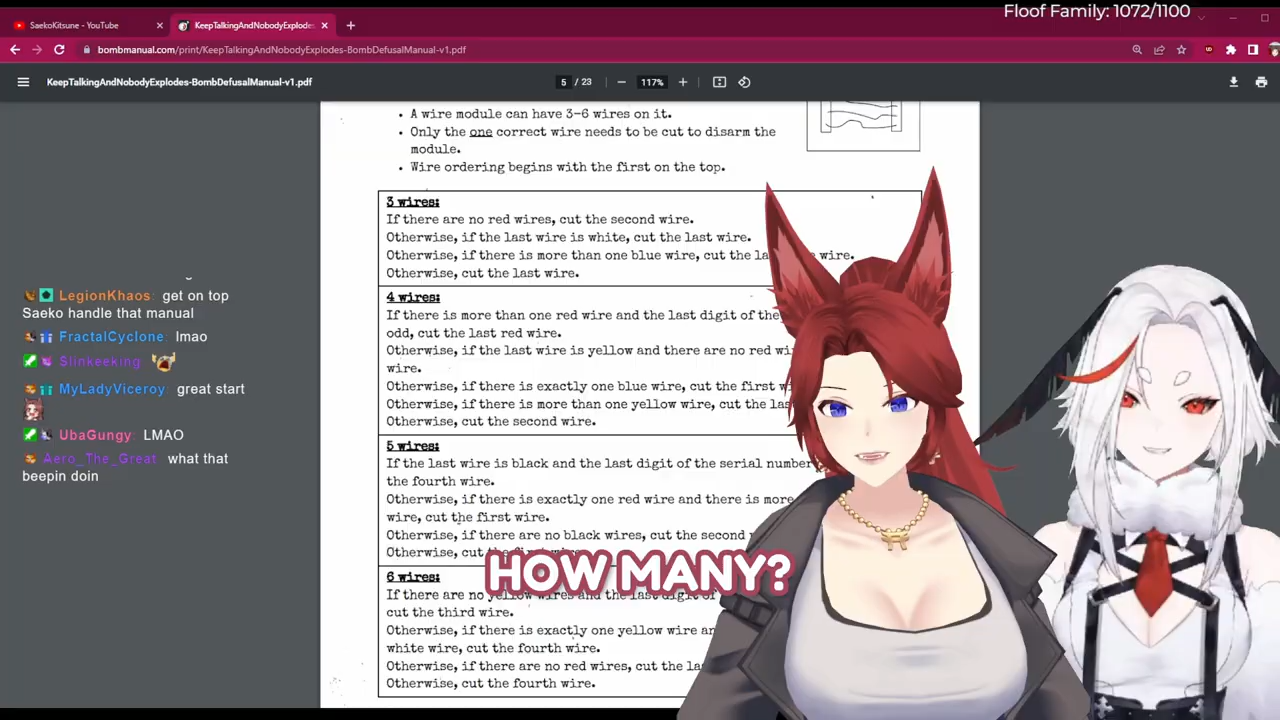 Floof Family: 1072/1100
SaekoKitsune - YouTube
KeepTalkingAndNobodyExplodes
bombmanual.com/print/KeepTalkingAndNobodyExplodes-BombDefusalManual-v1.pdf
KeepTalkingAndNobodyExplodes-BombDefusalManual-v1.pdf
5 / 23
117%
• A wire module can have 3-6 wires on it.
• Only the one correct wire needs to be cut to disarm the
module.
• Wire ordering begins with the first on the top.
3 wires:
If there are no red wires, cut the second wire.
Otherwise, if the last wire is white, cut the last wire.
Otherwise, if there is more than one blue wire, cut the wire.
Otherwise, cut the last wire.
4 wires:
If there is more than one red wire and the last digit of the
odd, cut the last red wire.
Otherwise, if the last wire is yellow and there are no red
wire.
Otherwise, if there is exactly one blue wire, cut the first
Otherwise, if there is more than one yellow wire, cut the
Otherwise, cut the second wire.
5 wires:
If the last wire is black and the last digit of the serial number
the fourth wire.
Otherwise, if there is exactly one red wire and there is more
wire, cut the first wire.
Otherwise, if there are no black wires, cut the second
Otherwise, cut the first wire.
6 wires:
If there are no yellow wires and the last digit of
cut the third wire.
Otherwise, if there is exactly one yellow wire
white wire, cut the fourth wire.
Otherwise, if there are no red wires, cut the
Otherwise, cut the fourth wire.
LegionKhaos: get on top
Saeko handle that manual
FractalCyclone: lmao
Slinkeeking:
MyLadyViceroy: great start
UbaGungy: LMAO
Aero_The_Great: what that
beepin doin
HOW MANY?